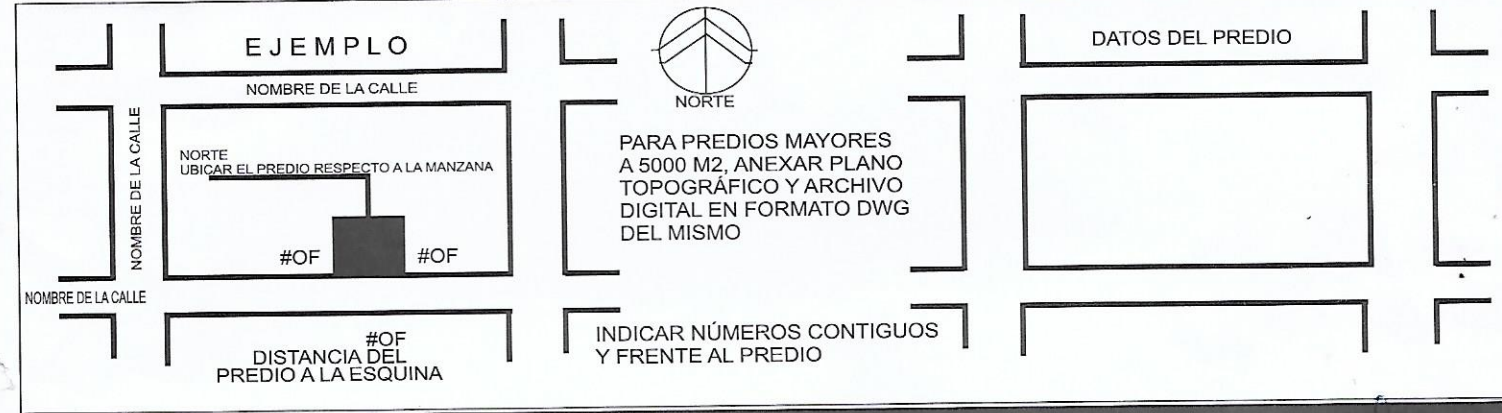 EJEMPLO
NOMBRE DE LA CALLE
NOMBRE DE LA CALLE
NORTE
UBICAR EL PREDIO RESPECTO A LA MANZANA
#OF
#OF
NOMBRE DE LA CALLE
#OF
DISTANCIA DEL
PREDIO A LA ESQUINA
NORTE
PARA PREDIOS MAYORES
A 5000 M2, ANEXAR PLANO
TOPOGRÁFICO Y ARCHIVO
DIGITAL EN FORMATO DWG
DEL MISMO
INDICAR NÚMEROS CONTIGUOS
Y FRENTE AL PREDIO
DATOS DEL PREDIO